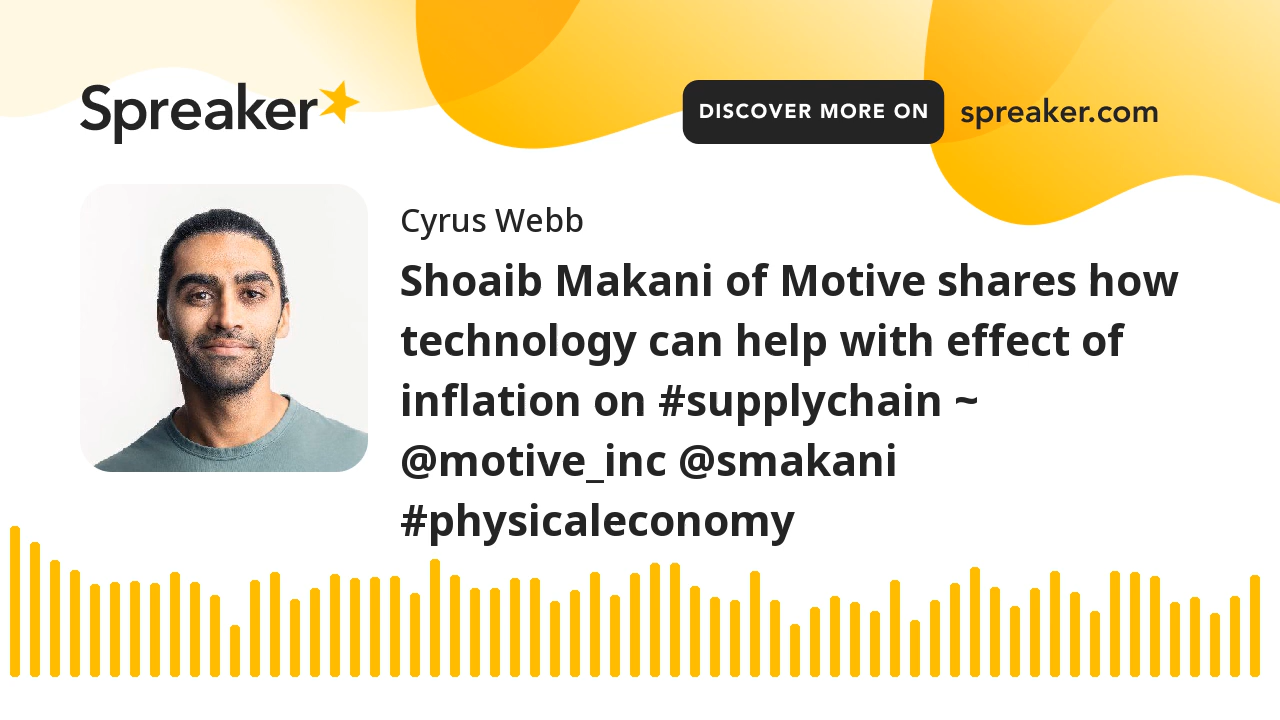 Spreaker
DISCOVER MORE ON spreaker.com
Cyrus Webb
Shoaib Makani of Motive shares how
technology can help with effect of
inflation on #supplychain ~
@motive_inc @smakani
#physicaleconomy